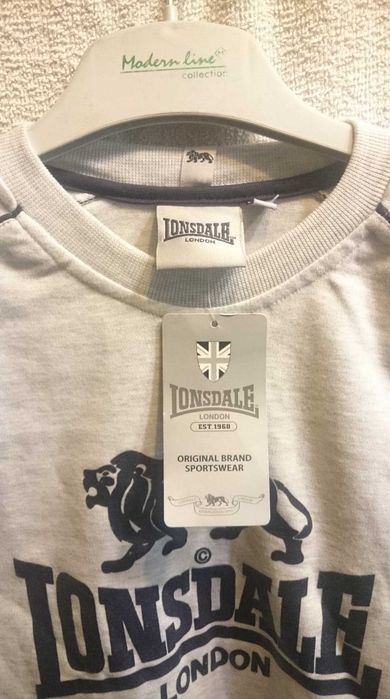 Modern line
collection
LONSDALE
LONDON
LONSDALE
LONDON
EST. 1960
ORIGINAL BRAND
SPORTSWEAR
©
LONSDALE
LONDON